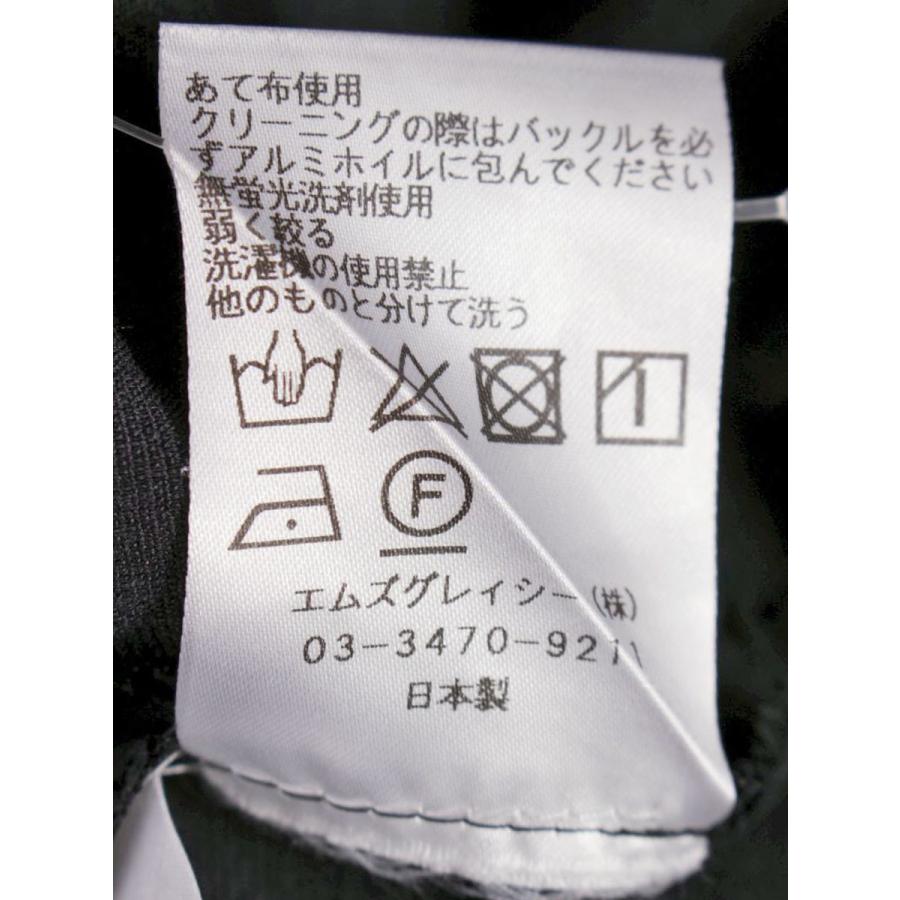 あて布使用
クリーニングの際はバックルを必
ずアルミホイルに包んでください
無蛍光洗剤使用
弱く絞る
洗濯機の使用禁止
他のものと分けて洗う
F
エムズグレイシー(株)
03-3470-921
日本製